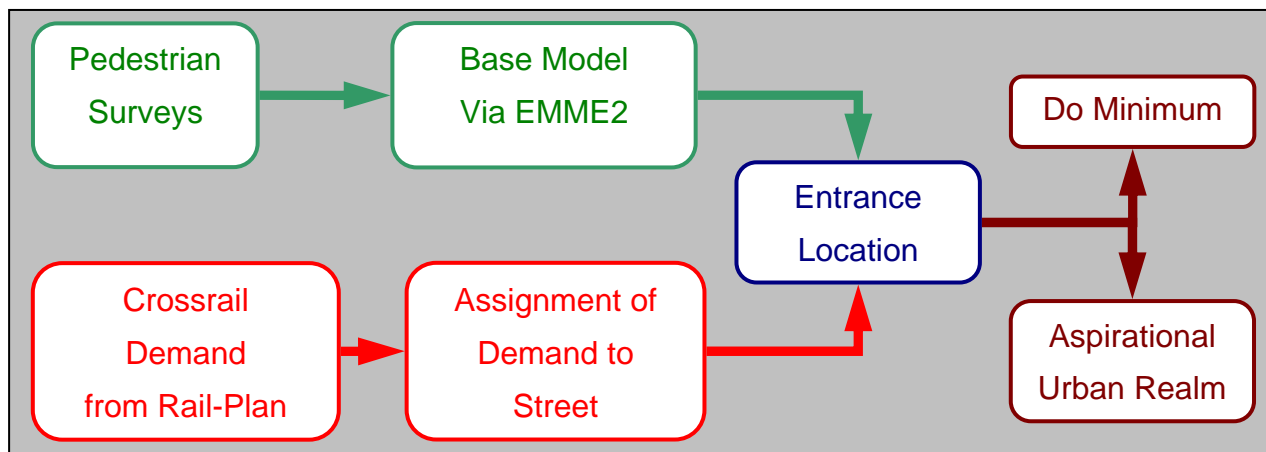 Pedestrian
Surveys
Base Model
Via EMME2
Do Minimum
Entrance
Location
Crossrail
Demand
from Rail-Plan
Assignment of
Demand to
Street
Aspirational
Urban Realm